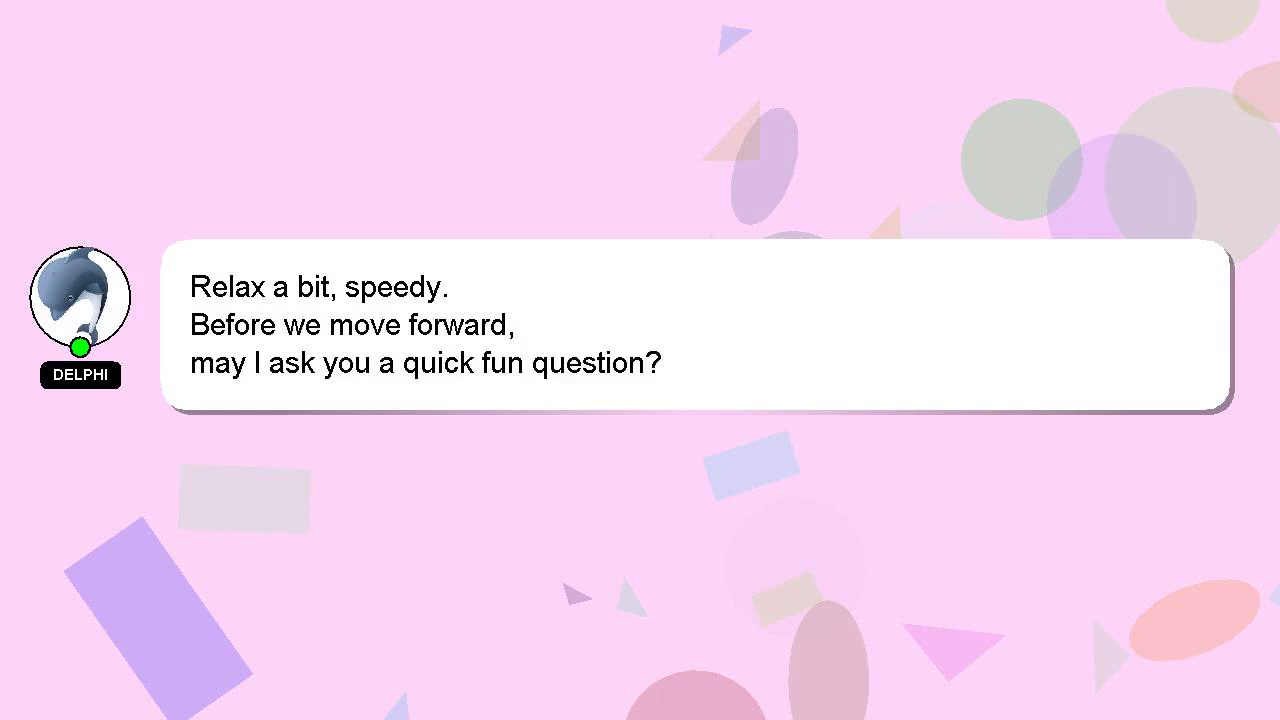 Relax a bit, speedy.
Before we move forward,
may I ask you a quick fun question?
DELPHI